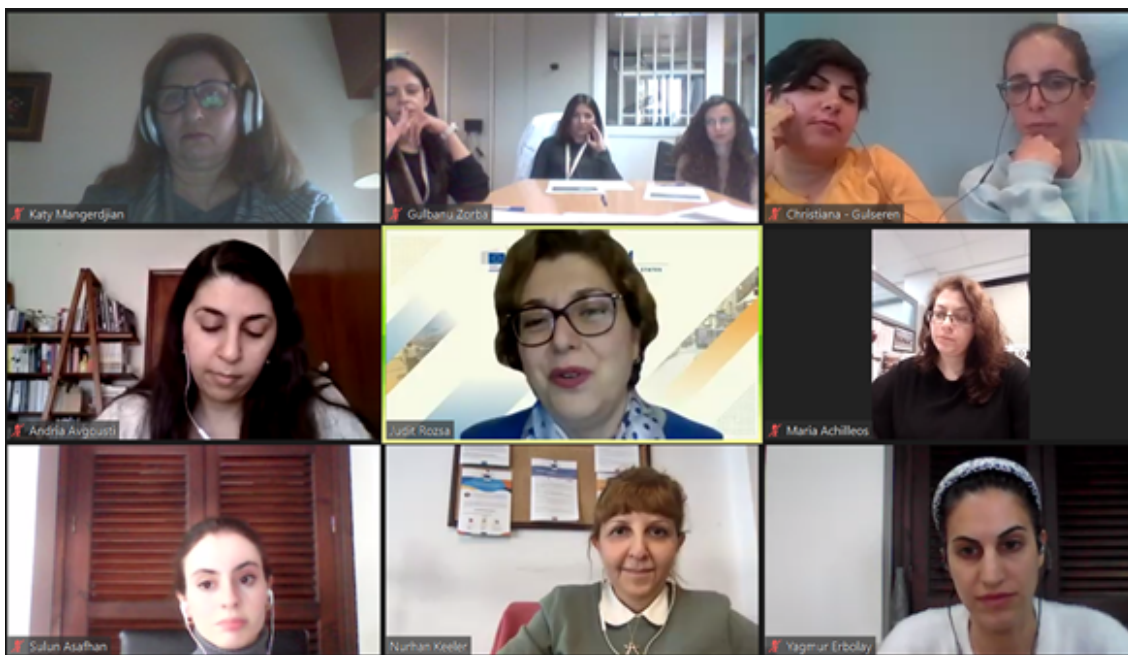 Katy Mangerdjian
Gulbanu Zorba
Christiana - Gulseren
Andria Avgousti
Judit Rozsa
Maria Achilleos
Sulun Asafhan
Nurhan Keeler
Yagmur Erbolay